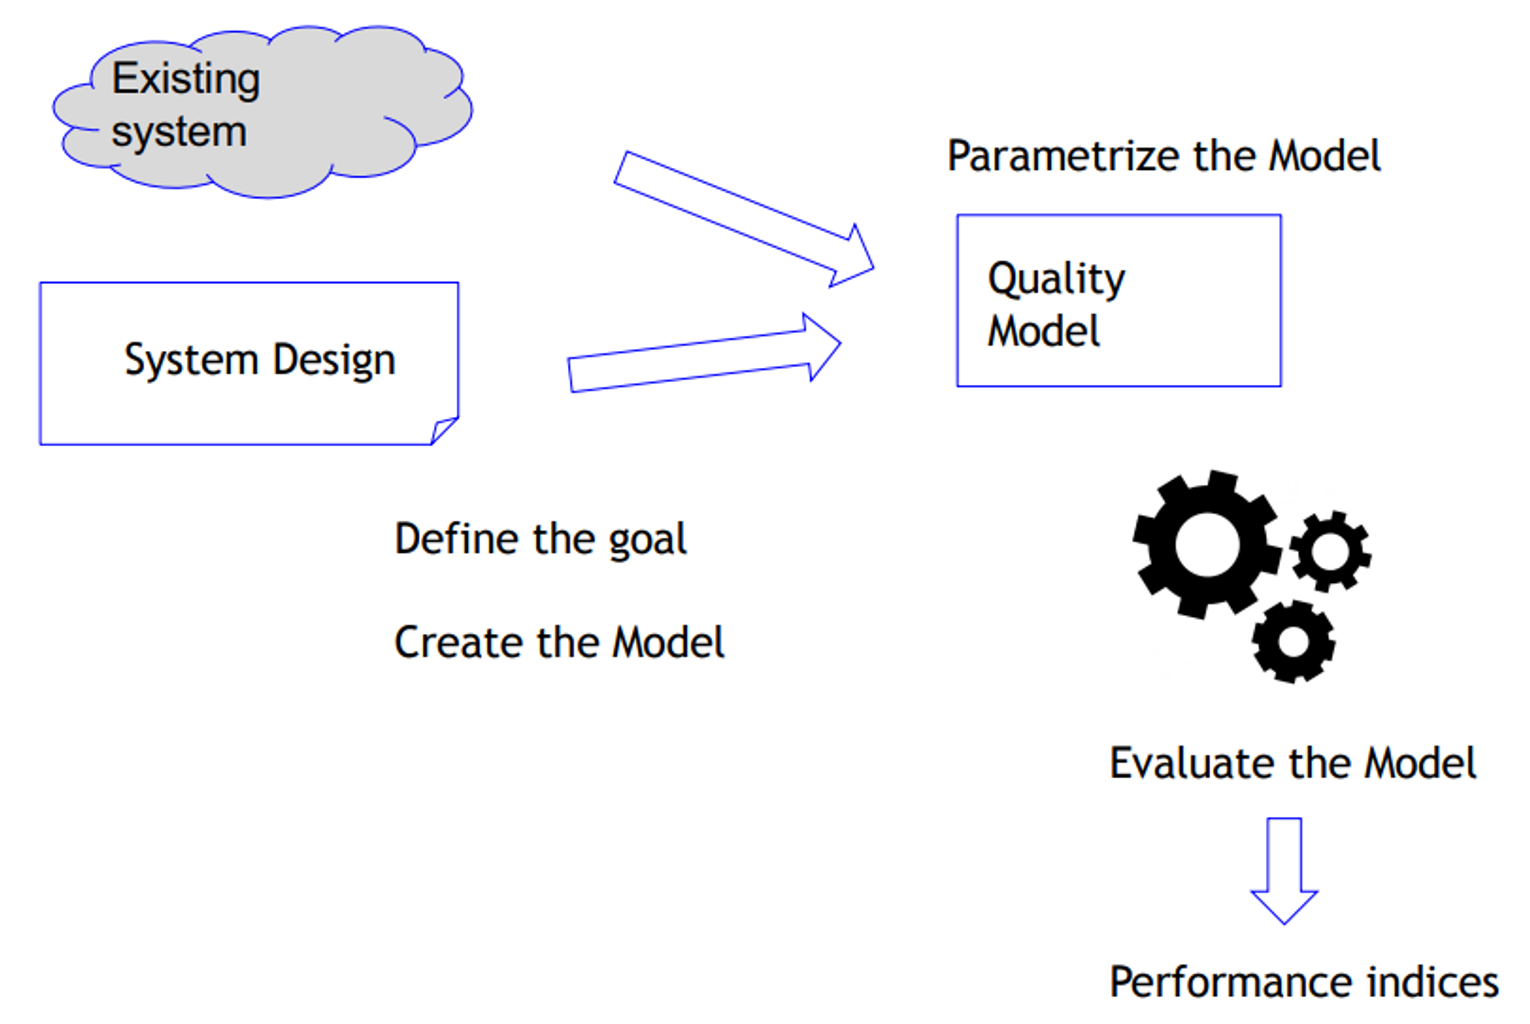 Existing
system
Parametrize the Model
Quality
Model
System Design
Define the goal
Create the Model
Evaluate the Model
Performance indices